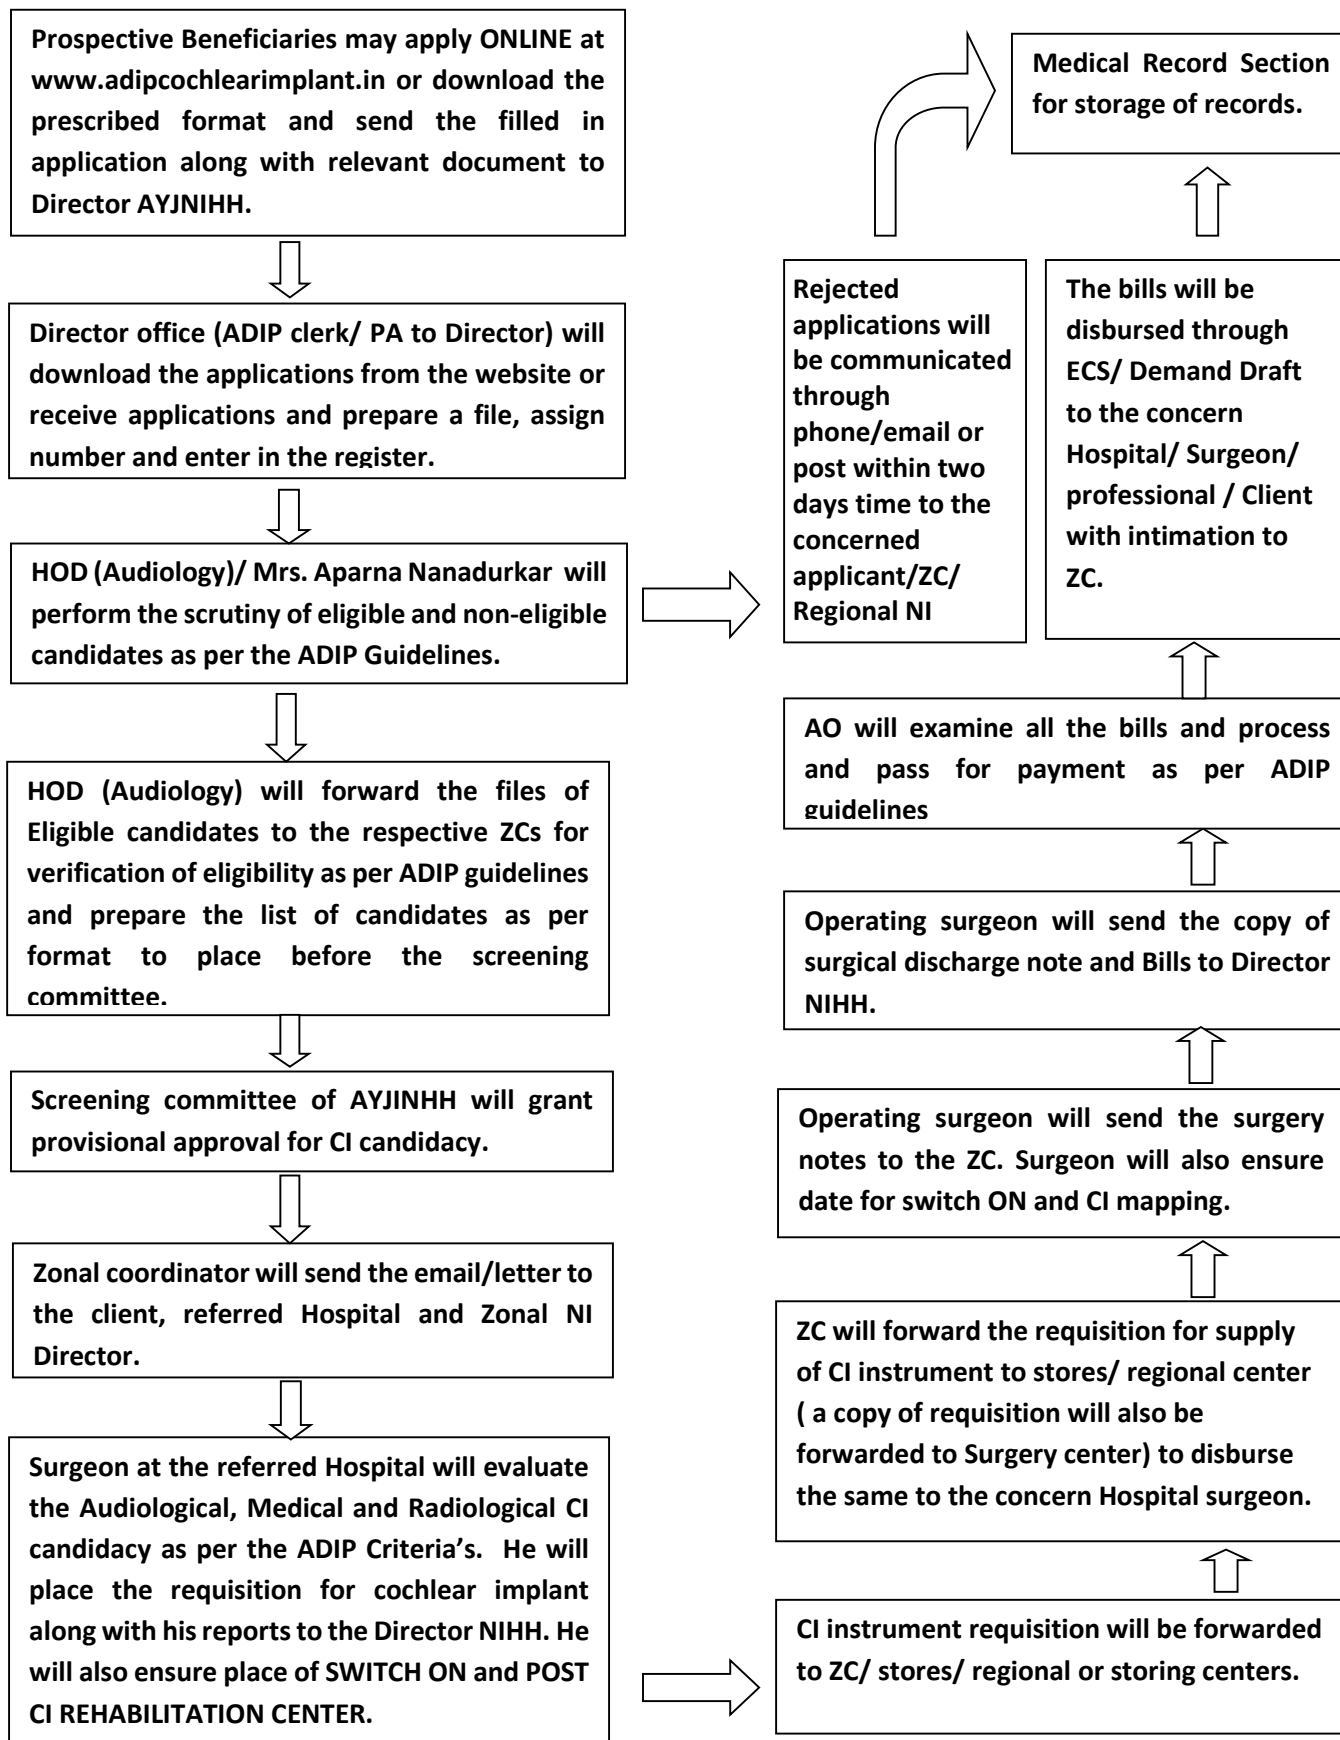 Prospective Beneficiaries may apply ONLINE at
www.adipcochlearimplant.in or download the
prescribed format and send the filled in
application along with relevant document to
Director AYJNIHH.
Director office (ADIP clerk/ PA to Director) will
download the applications from the website or
receive applications and prepare a file, assign
number and enter in the register.
HOD (Audiology)/ Mrs. Aparna Nanadurkar will
perform the scrutiny of eligible and non-eligible
candidates as per the ADIP Guidelines.
HOD (Audiology) will forward the files of
Eligible candidates to the respective ZCs for
verification of eligibility as per ADIP guidelines
and prepare the list of candidates as per
format to place before the screening
committee.
Screening committee of AYJINHH will grant
provisional approval for CI candidacy.
Zonal coordinator will send the email/letter to
the client, referred Hospital and Zonal NI
Director.
Surgeon at the referred Hospital will evaluate
the Audiological, Medical and Radiological CI
candidacy as per the ADIP Criteria's. He will
place the requisition for cochlear implant
along with his reports to the Director NIHH. He
will also ensure place of SWITCH ON and POST
CI REHABILITATION CENTER.
Medical Record Section
for storage of records.
Rejected
applications will
be communicated
through
phone/email or
post within two
days time to the
concerned
applicant/ZC/
Regional NI
The bills will be
disbursed through
ECS/ Demand Draft
to the concern
Hospital/ Surgeon/
professional / Client
with intimation to
ZC.
AO will examine all the bills and process
and pass for payment as per ADIP
guidelines
Operating surgeon will send the copy of
surgical discharge note and Bills to Director
NIHH.
Operating surgeon will send the surgery
notes to the ZC. Surgeon will also ensure
date for switch ON and CI mapping.
ZC will forward the requisition for supply
of CI instrument to stores/ regional center
( a copy of requisition will also be
forwarded to Surgery center) to disburse
the same to the concern Hospital surgeon.
CI instrument requisition will be forwarded
to ZC/ stores/ regional or storing centers.